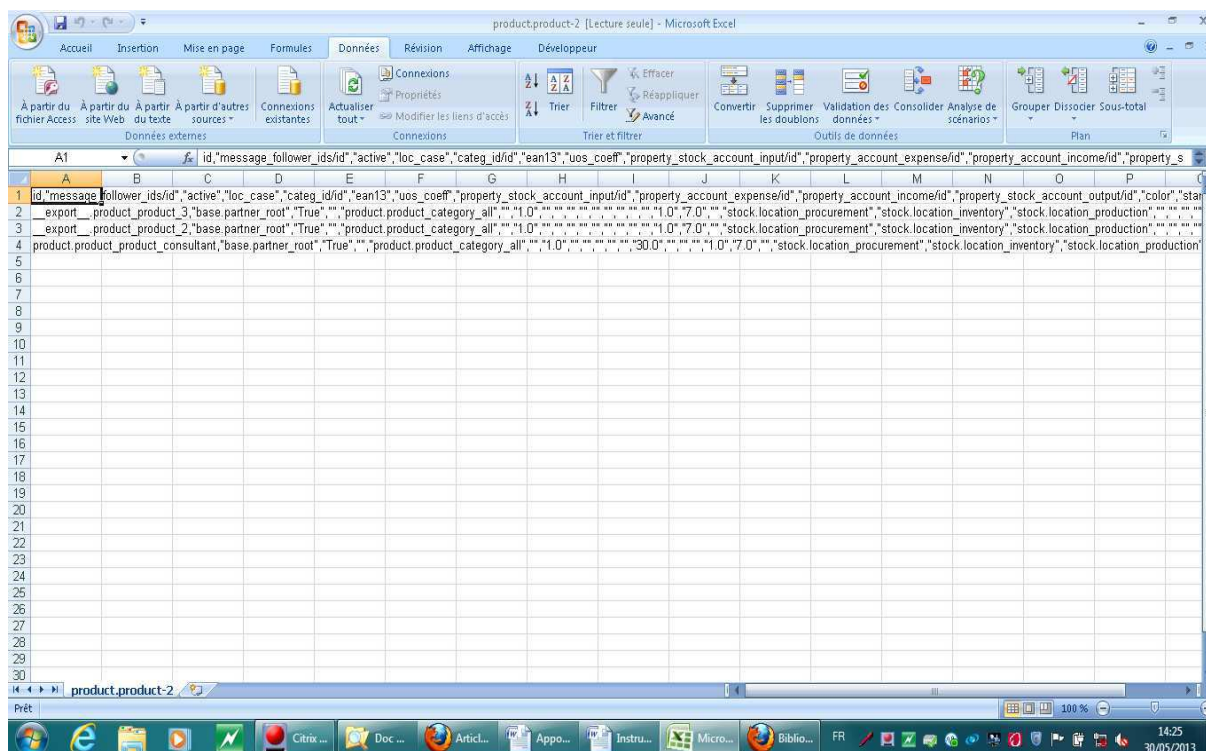 product.product-2 [Lecture seule] - Microsoft Excel
Accueil Insertion Mise en page Formules Données Révision Affichage Développeur
À partir du fichier Access
À partir du site Web
À partir du texte
À partir d'autres sources
Connexions existantes
Données externes
Actualiser tout
Connexions
Propriétés
Modifier les liens d'accès
Connexions
Trier
Filtrer
Effacer
Réappliquer
Avancé
Trier et filtrer
Convertir
Supprimer les doublons
Validation des données
Consolider
Analyse de scénarios
Outils de données
Grouper
Dissocier
Sous-total
Plan
A1 fx id,"message_follower_ids/id","active","loc_case","categ_id/id","ean13","uos_coeff","property_stock_account_input/id","property_account_expense/id","property_account_income/id","property_s
A B C D E F G H I J K L M N O P
1 id,"message_follower_ids/id","active","loc_case","categ_id/id","ean13","uos_coeff","property_stock_account_input/id","property_account_expense/id","property_account_income/id","property_stock_account_output/id","color","star
2 __export__.product_product_3,"base.partner_root","True","","product.product_category_all","","1.0","","","","","","","","","","1.0","7.0","","stock.location_procurement","stock.location_inventory","stock.location_production","","","",""
3 __export__.product_product_2,"base.partner_root","True","","product.product_category_all","","1.0","","","","","","","","","","1.0","7.0","","stock.location_procurement","stock.location_inventory","stock.location_production","","","",""
4 product.product_product_consultant,"base.partner_root","True","","product.product_category_all","","1.0","","","","","","30.0","","","","1.0","7.0","","stock.location_procurement","stock.location_inventory","stock.location_production"
5
6
7
8
9
10
11
12
13
14
15
16
17
18
19
20
21
22
23
24
25
26
27
28
29
30
product.product-2
Prêt 100 %
Citrix ... Doc ... Articl... Appo... Instru... Micro... Biblio... FR 14:25
30/05/2013